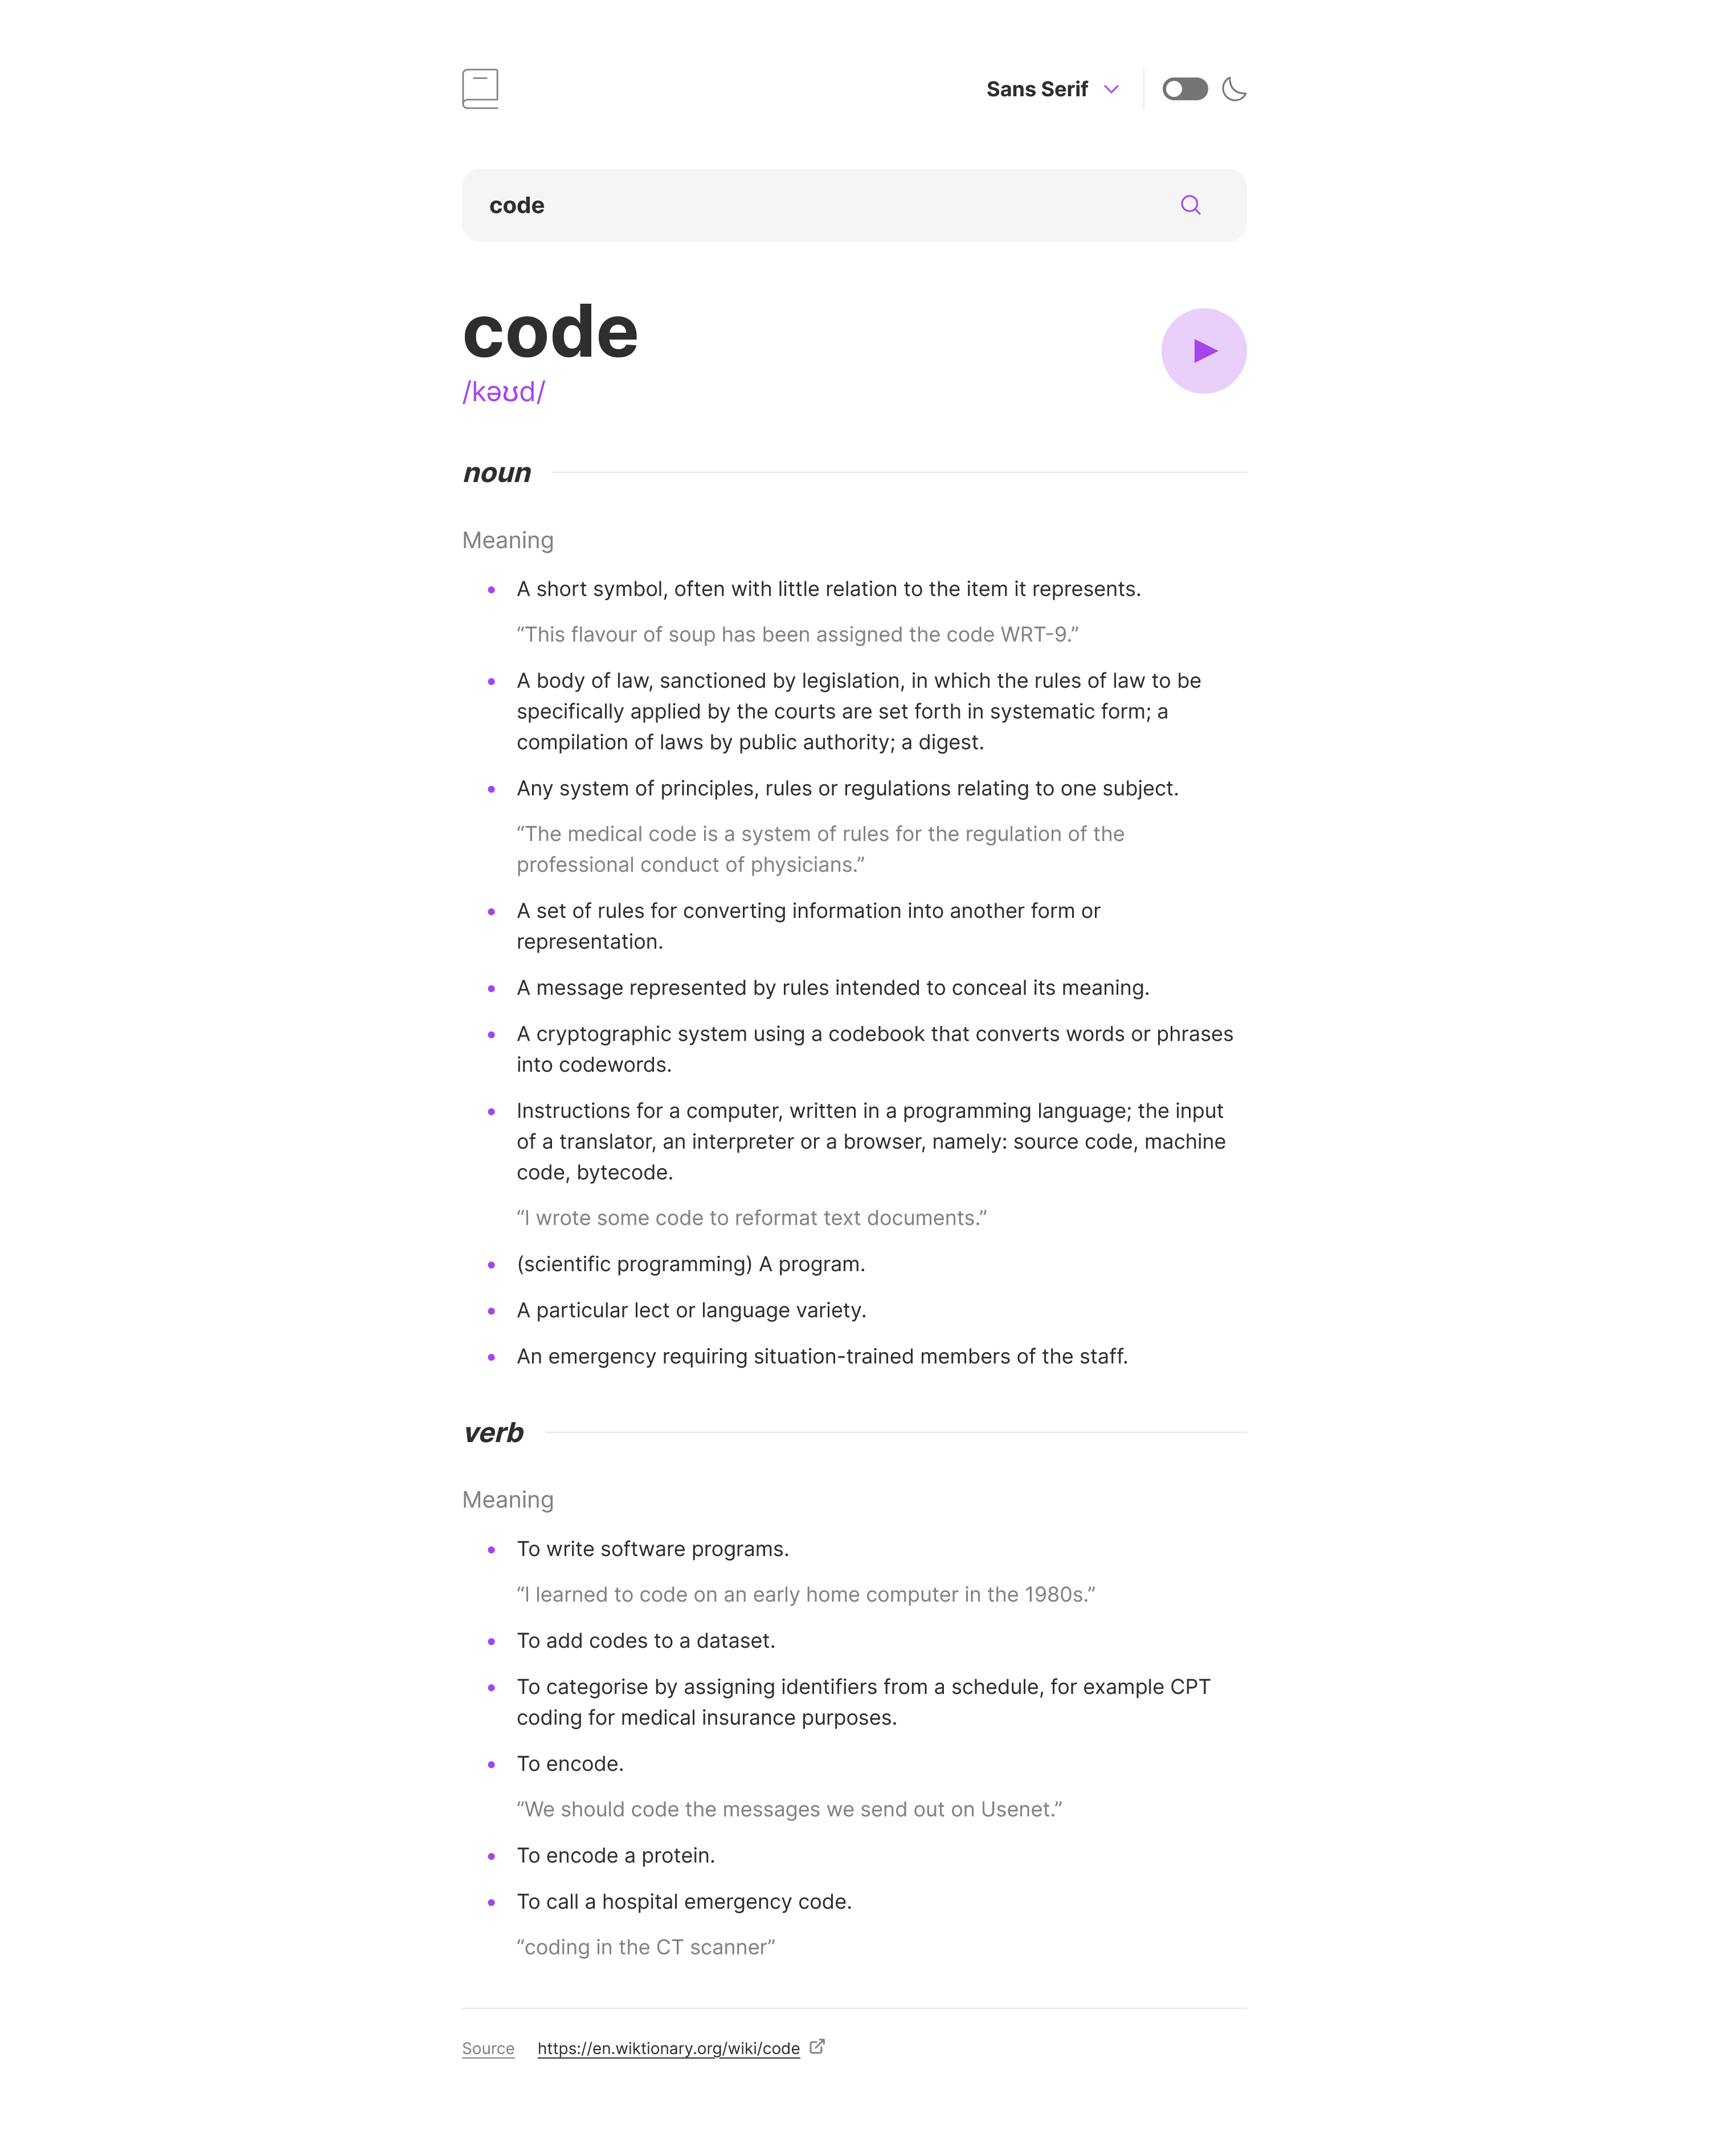 Sans Serif
code
code
/kəʊd/
noun
Meaning
A short symbol, often with little relation to the item it represents.
“This flavour of soup has been assigned the code WRT-9.”
A body of law, sanctioned by legislation, in which the rules of law to be
specifically applied by the courts are set forth in systematic form; a
compilation of laws by public authority; a digest.
Any system of principles, rules or regulations relating to one subject.
“The medical code is a system of rules for the regulation of the
professional conduct of physicians.”
A set of rules for converting information into another form or
representation.
A message represented by rules intended to conceal its meaning.
A cryptographic system using a codebook that converts words or phrases
into codewords.
Instructions for a computer, written in a programming language; the input
of a translator, an interpreter or a browser, namely: source code, machine
code, bytecode.
“I wrote some code to reformat text documents.”
(scientific programming) A program.
A particular lect or language variety.
An emergency requiring situation-trained members of the staff.
verb
Meaning
To write software programs.
“I learned to code on an early home computer in the 1980s.”
To add codes to a dataset.
To categorise by assigning identifiers from a schedule, for example CPT
coding for medical insurance purposes.
To encode.
“We should code the messages we send out on Usenet.”
To encode a protein.
To call a hospital emergency code.
“coding in the CT scanner”
Source https://en.wiktionary.org/wiki/code